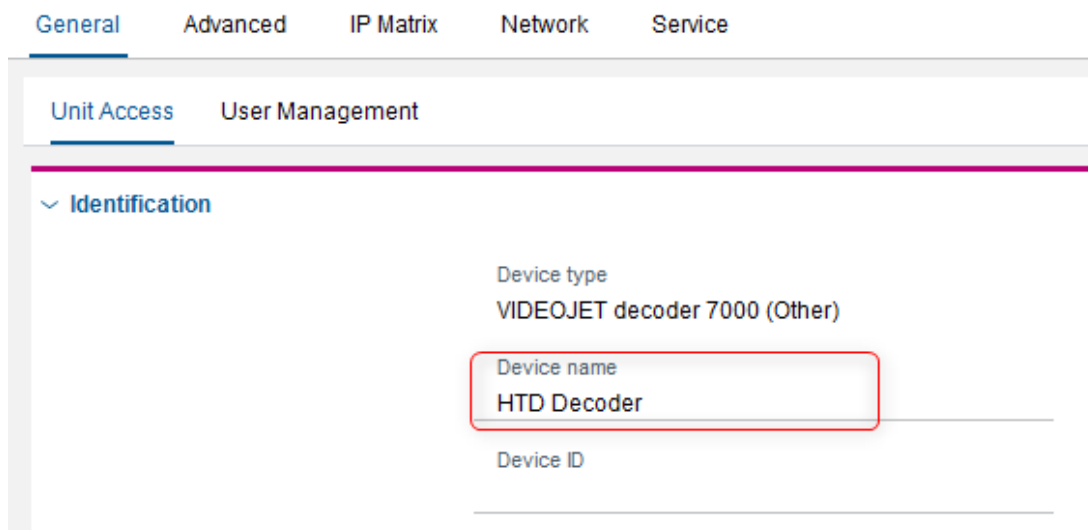 General Advanced IP Matrix Network Service
Unit Access User Management
Identification
Device type
VIDEOJET decoder 7000 (Other)
Device name
HTD Decoder
Device ID